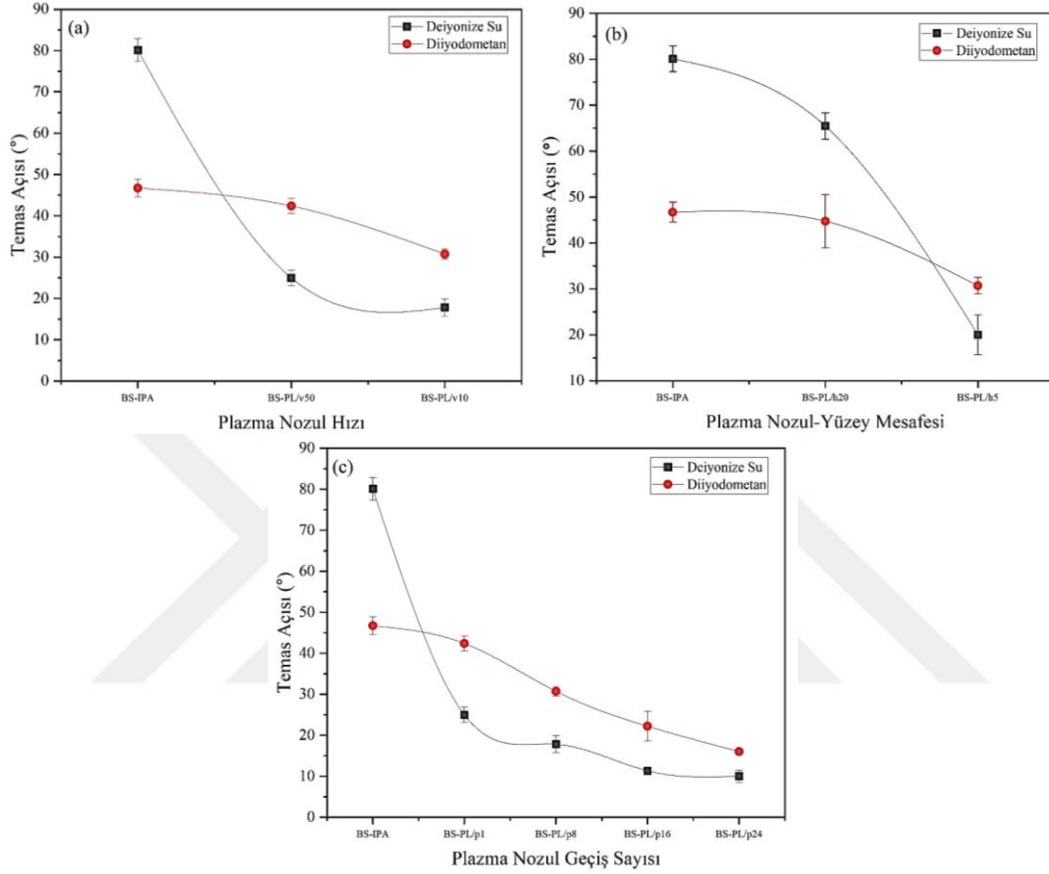 (a)
Deiyonize Su
Diiyodometan
Temas Açısı (°)
90
80
70
60
50
40
30
20
10
0
BS-IPA
BS-PL/v50
BS-PL/v10
Plazma Nozul Hızı
(b)
Deiyonize Su
Diiyodometan
Temas Açısı (°)
90
80
70
60
50
40
30
20
10
BS-IPA
BS-PL/h20
BS-PL/h5
Plazma Nozul-Yüzey Mesafesi
(c)
Deiyonize Su
Diiyodometan
Temas Açısı (°)
90
80
70
60
50
40
30
20
10
0
BS-IPA
BS-PL/p1
BS-PL/p8
BS-PL/p16
BS-PL/p24
Plazma Nozul Geçiş Sayısı